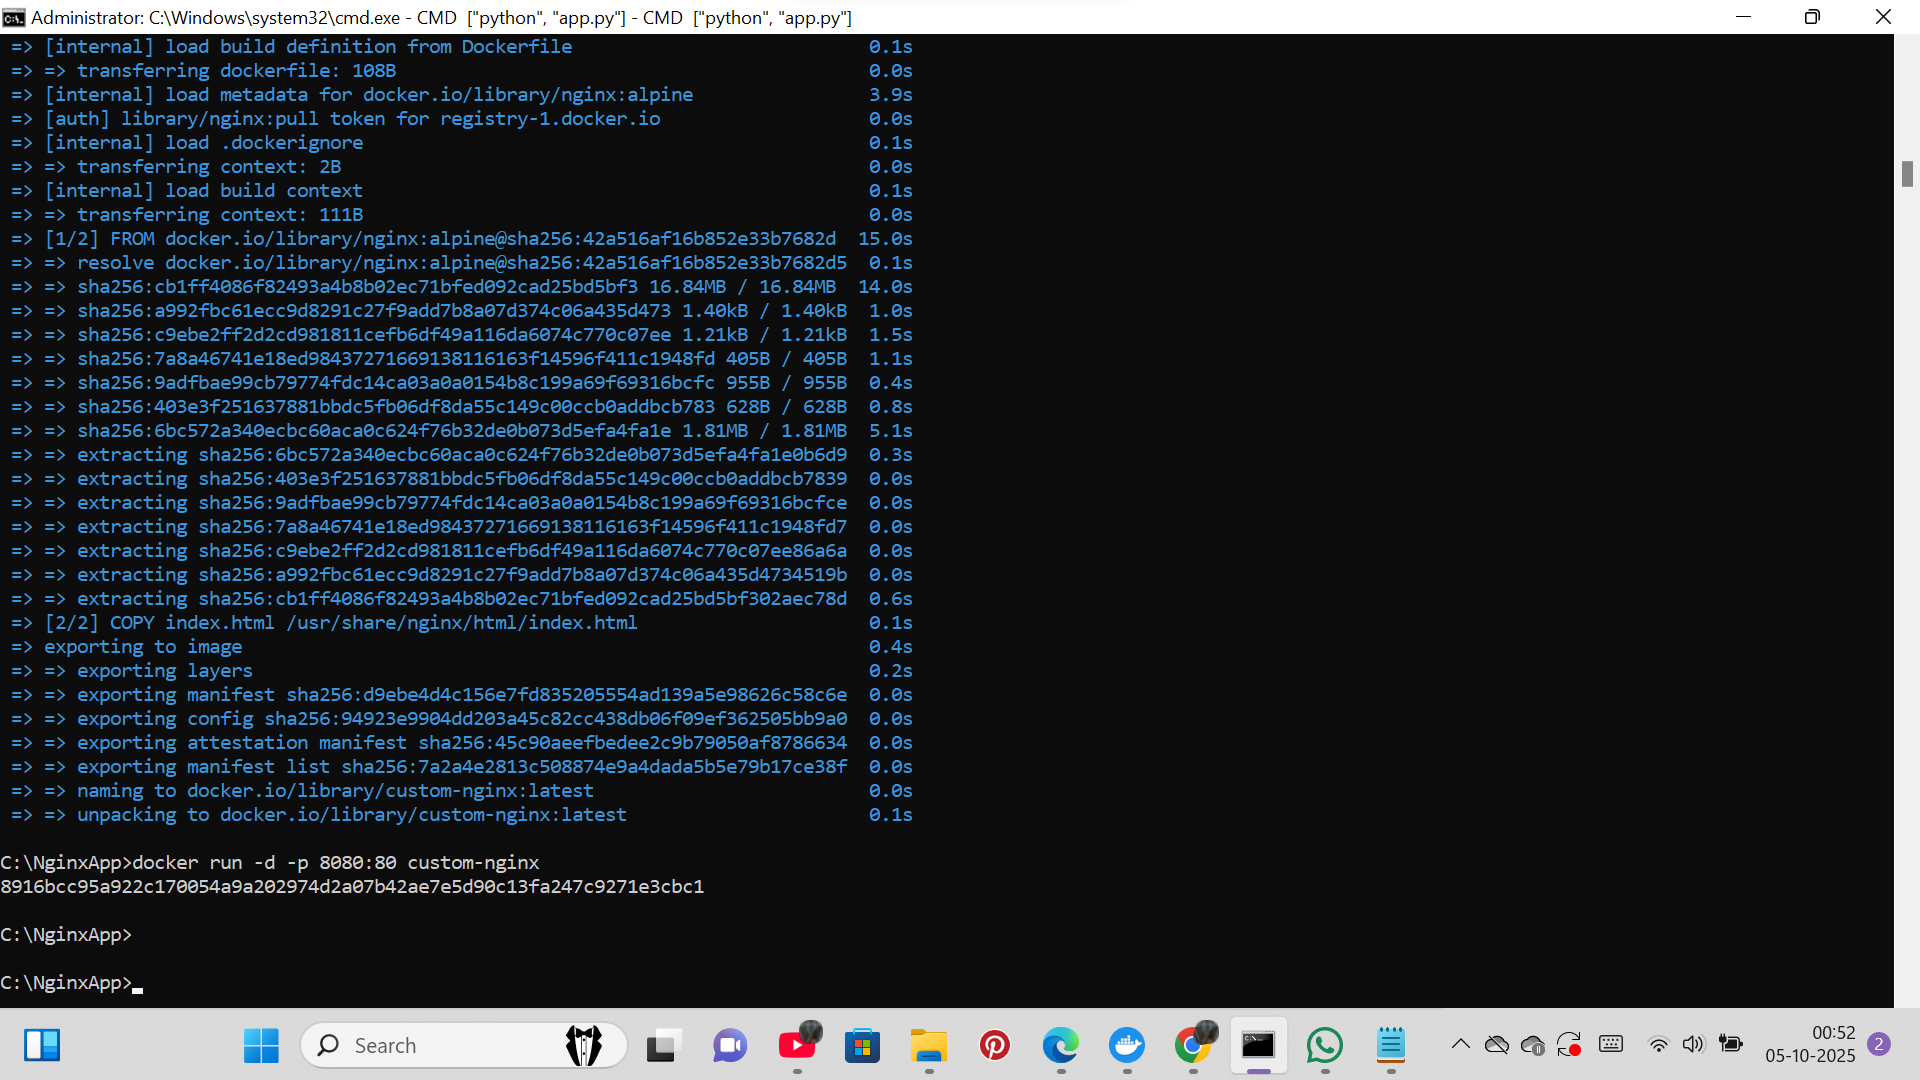 Administrator: C:\Windows\system32\cmd.exe - CMD  ["python", "app.py"] - CMD  ["python", "app.py"]
=> [internal] load build definition from Dockerfile 0.1s
=> => transferring dockerfile: 108B 0.0s
=> [internal] load metadata for docker.io/library/nginx:alpine 3.9s
=> [auth] library/nginx:pull token for registry-1.docker.io 0.0s
=> [internal] load .dockerignore 0.1s
=> => transferring context: 2B 0.0s
=> [internal] load build context 0.1s
=> => transferring context: 111B 0.0s
=> [1/2] FROM docker.io/library/nginx:alpine@sha256:42a516af16b852e33b7682d 15.0s
=> => resolve docker.io/library/nginx:alpine@sha256:42a516af16b852e33b7682d5 0.1s
=> => sha256:cb1ff4086f82493a4b8b02ec71bfed092cad25bd5bf3 16.84MB / 16.84MB 14.0s
=> => sha256:a992fbc61ecc9d8291c27f9add7b8a07d374c06a435d473 1.40kB / 1.40kB 1.0s
=> => sha256:c9ebe2ff2d2cd981811cefb6df49a116da6074c770c07ee 1.21kB / 1.21kB 1.5s
=> => sha256:7a8a46741e18ed98437271669138116163f14596f411c1948fd 405B / 405B 1.1s
=> => sha256:9adfbae99cb79774fdc14ca03a0a0154b8c199a69f69316bcfc 955B / 955B 0.4s
=> => sha256:403e3f251637881bbdc5fb06df8da55c149c00ccb0addbcb783 628B / 628B 0.8s
=> => sha256:6bc572a340ecbc60aca0c624f76b32de0b073d5efa4fa1e 1.81MB / 1.81MB 5.1s
=> => extracting sha256:6bc572a340ecbc60aca0c624f76b32de0b073d5efa4fa1e0b6d9 0.3s
=> => extracting sha256:403e3f251637881bbdc5fb06df8da55c149c00ccb0addbcb7839 0.0s
=> => extracting sha256:9adfbae99cb79774fdc14ca03a0a0154b8c199a69f69316bcfce 0.0s
=> => extracting sha256:7a8a46741e18ed98437271669138116163f14596f411c1948fd7 0.0s
=> => extracting sha256:c9ebe2ff2d2cd981811cefb6df49a116da6074c770c07ee86a6a 0.0s
=> => extracting sha256:a992fbc61ecc9d8291c27f9add7b8a07d374c06a435d4734519b 0.0s
=> => extracting sha256:cb1ff4086f82493a4b8b02ec71bfed092cad25bd5bf302aec78d 0.6s
=> [2/2] COPY index.html /usr/share/nginx/html/index.html 0.1s
=> exporting to image 0.4s
=> => exporting layers 0.2s
=> => exporting manifest sha256:d9ebe4d4c156e7fd835205554ad139a5e98626c58c6e 0.0s
=> => exporting config sha256:94923e9904dd203a45c82cc438db06f09ef362505bb9a0 0.0s
=> => exporting attestation manifest sha256:45c90aeefbedee2c9b79050af8786634 0.0s
=> => exporting manifest list sha256:7a2a4e2813c508874e9a4dada5b5e79b17ce38f 0.0s
=> => naming to docker.io/library/custom-nginx:latest 0.0s
=> => unpacking to docker.io/library/custom-nginx:latest 0.1s
C:\NginxApp>docker run -d -p 8080:80 custom-nginx
8916bcc95a922c170054a9a202974d2a07b42ae7e5d90c13fa247c9271e3cbc1
C:\NginxApp>
C:\NginxApp>
Search
00:52
05-10-2025
2